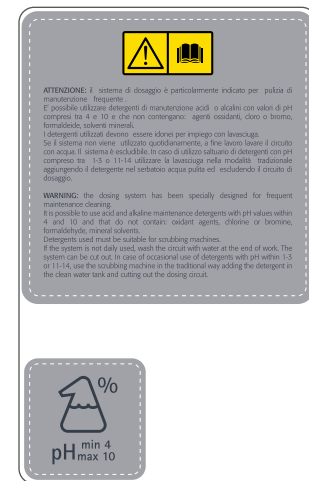 ATTENZIONE: il sistema di dosaggio è particolarmente indicato per pulizia di
manutenzione frequente .
E' possibile utilizzare detergenti di manutenzione acidi o alcalini con valori di pH
compresi tra 4 e 10 e che non contengano: agenti ossidanti, cloro o bromo,
formaldeide, solventi minerali.
I detergenti utilizzati devono essere idonei per impiego con lavasciuga.
Se il sistema non viene utilizzato quotidianamente, a fine lavoro lavare il circuito
con acqua. Il sistema è escludibile. In caso di utilizzo saltuario di detergenti con pH
compreso tra 1-3 o 11-14 utilizzare la lavasciuga nella modalità tradizionale
aggiungendo il detergente nel serbatoio acqua pulita ed escludendo il circuito di
dosaggio.
WARNING: the dosing system has been specially designed for frequent
maintenance cleaning.
It is possible to use acid and alkaline maintenance detergents with pH values within
4 and 10 and that do not contain: oxidant agents, chlorine or bromine,
formaldehyde, mineral solvents.
Detergents used must be suitable for scrubbing machines.
If the system is not daily used, wash the circuit with water at the end of work. The
system can be cut out. In case of occasional use of detergents with pH within 1-3
or 11-14, use the scrubbing machine in the traditional way adding the detergent in
the clean water tank and cutting out the dosing circuit.
%
pH min 4
max 10